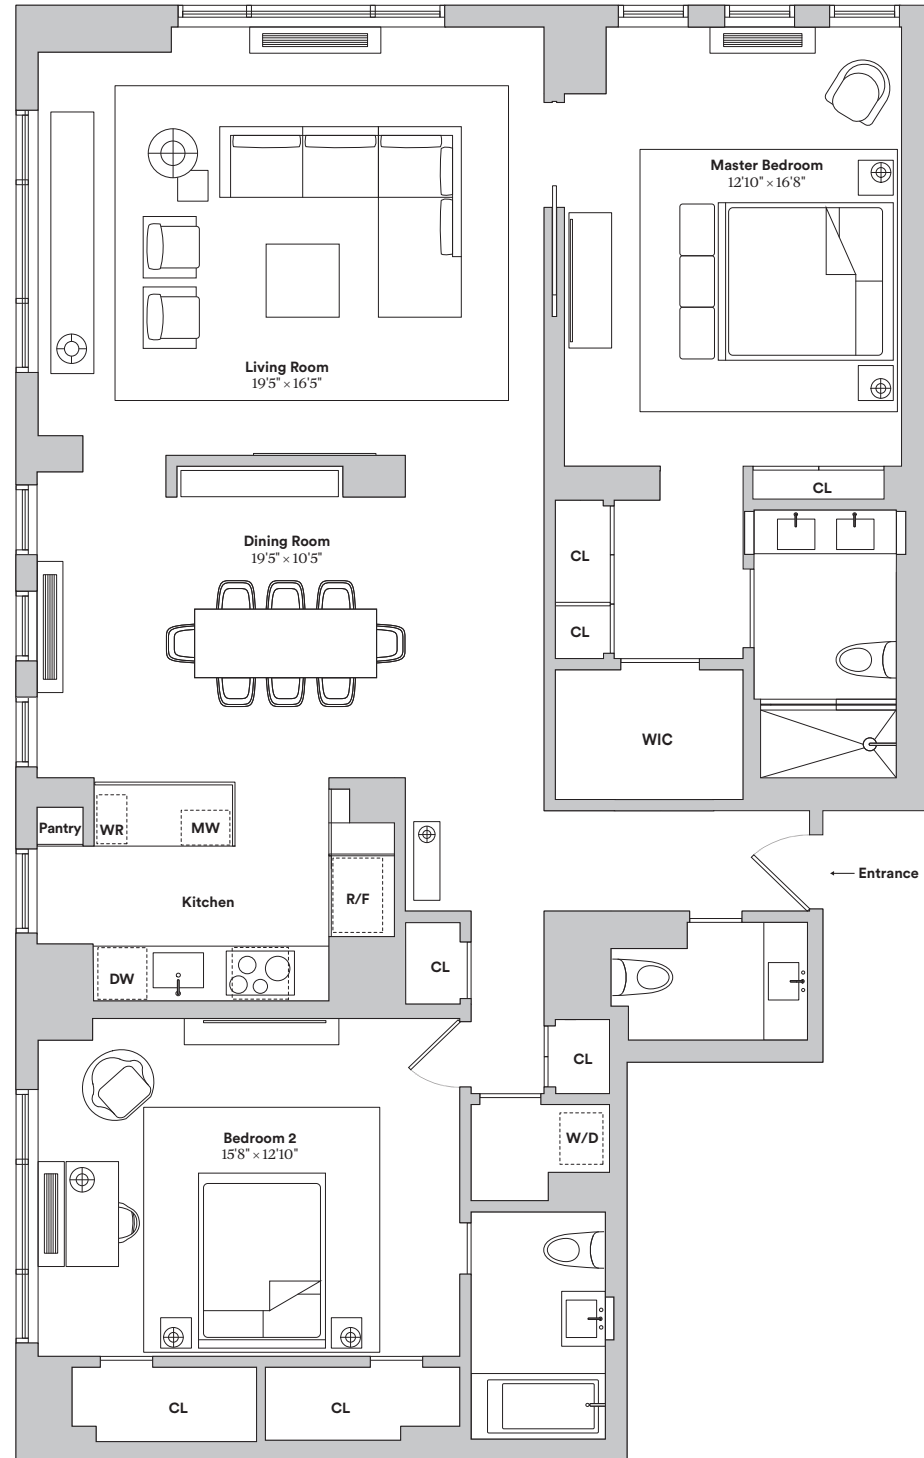 Master Bedroom
12'10" × 16'8"
Living Room
19'5" × 16'5"
CL
Dining Room
19'5" × 10'5"
CL
CL
WIC
Pantry
WR
MW
Entrance
R/F
Kitchen
CL
DW
CL
Bedroom 2
15'8" × 12'10"
W/D
CL
CL